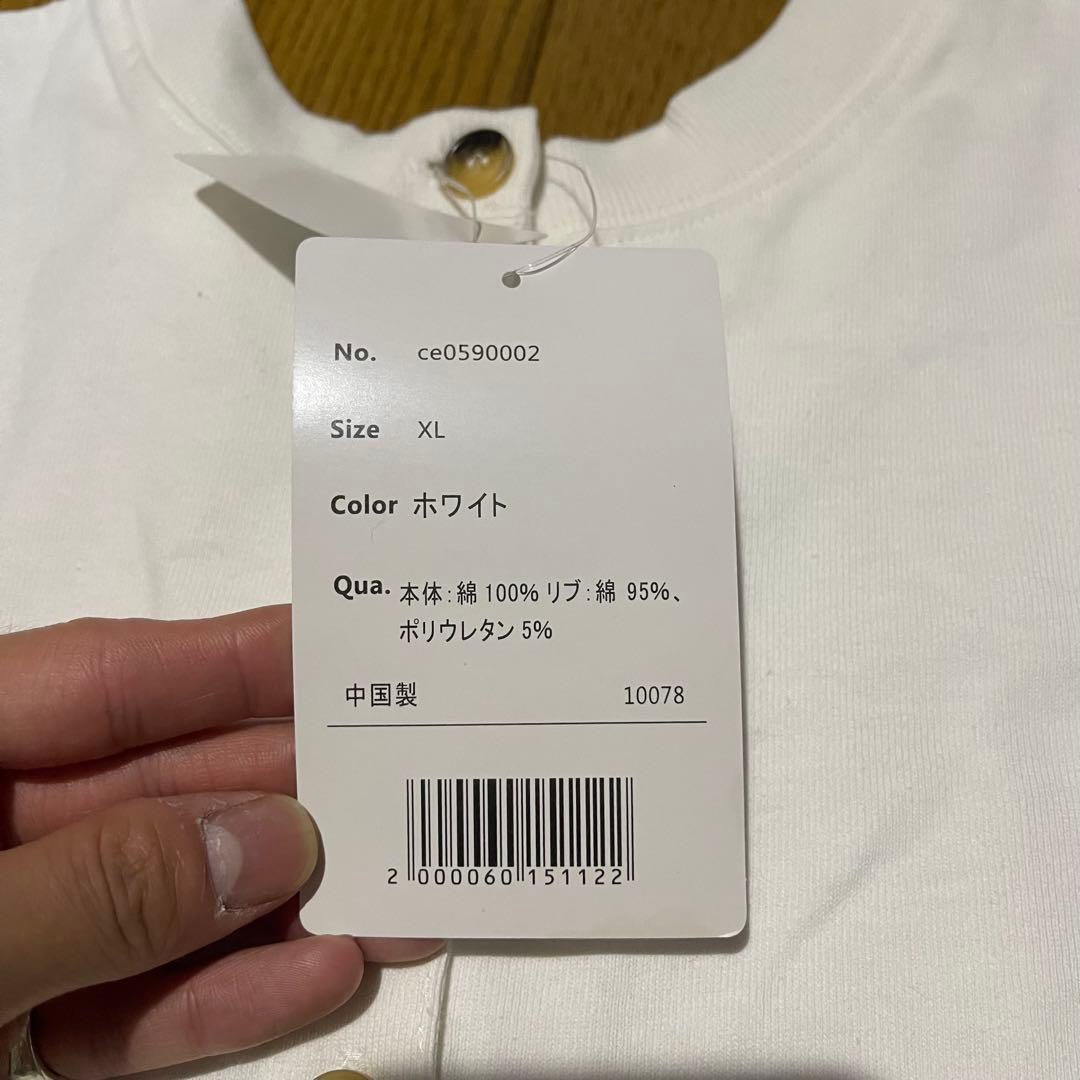 No. ce0590002
Size XL
Color ホワイト
Qua. 本体:綿 100% リブ:綿 95%、
ポリウレタン 5%
中国製 10078
2 000060 151122